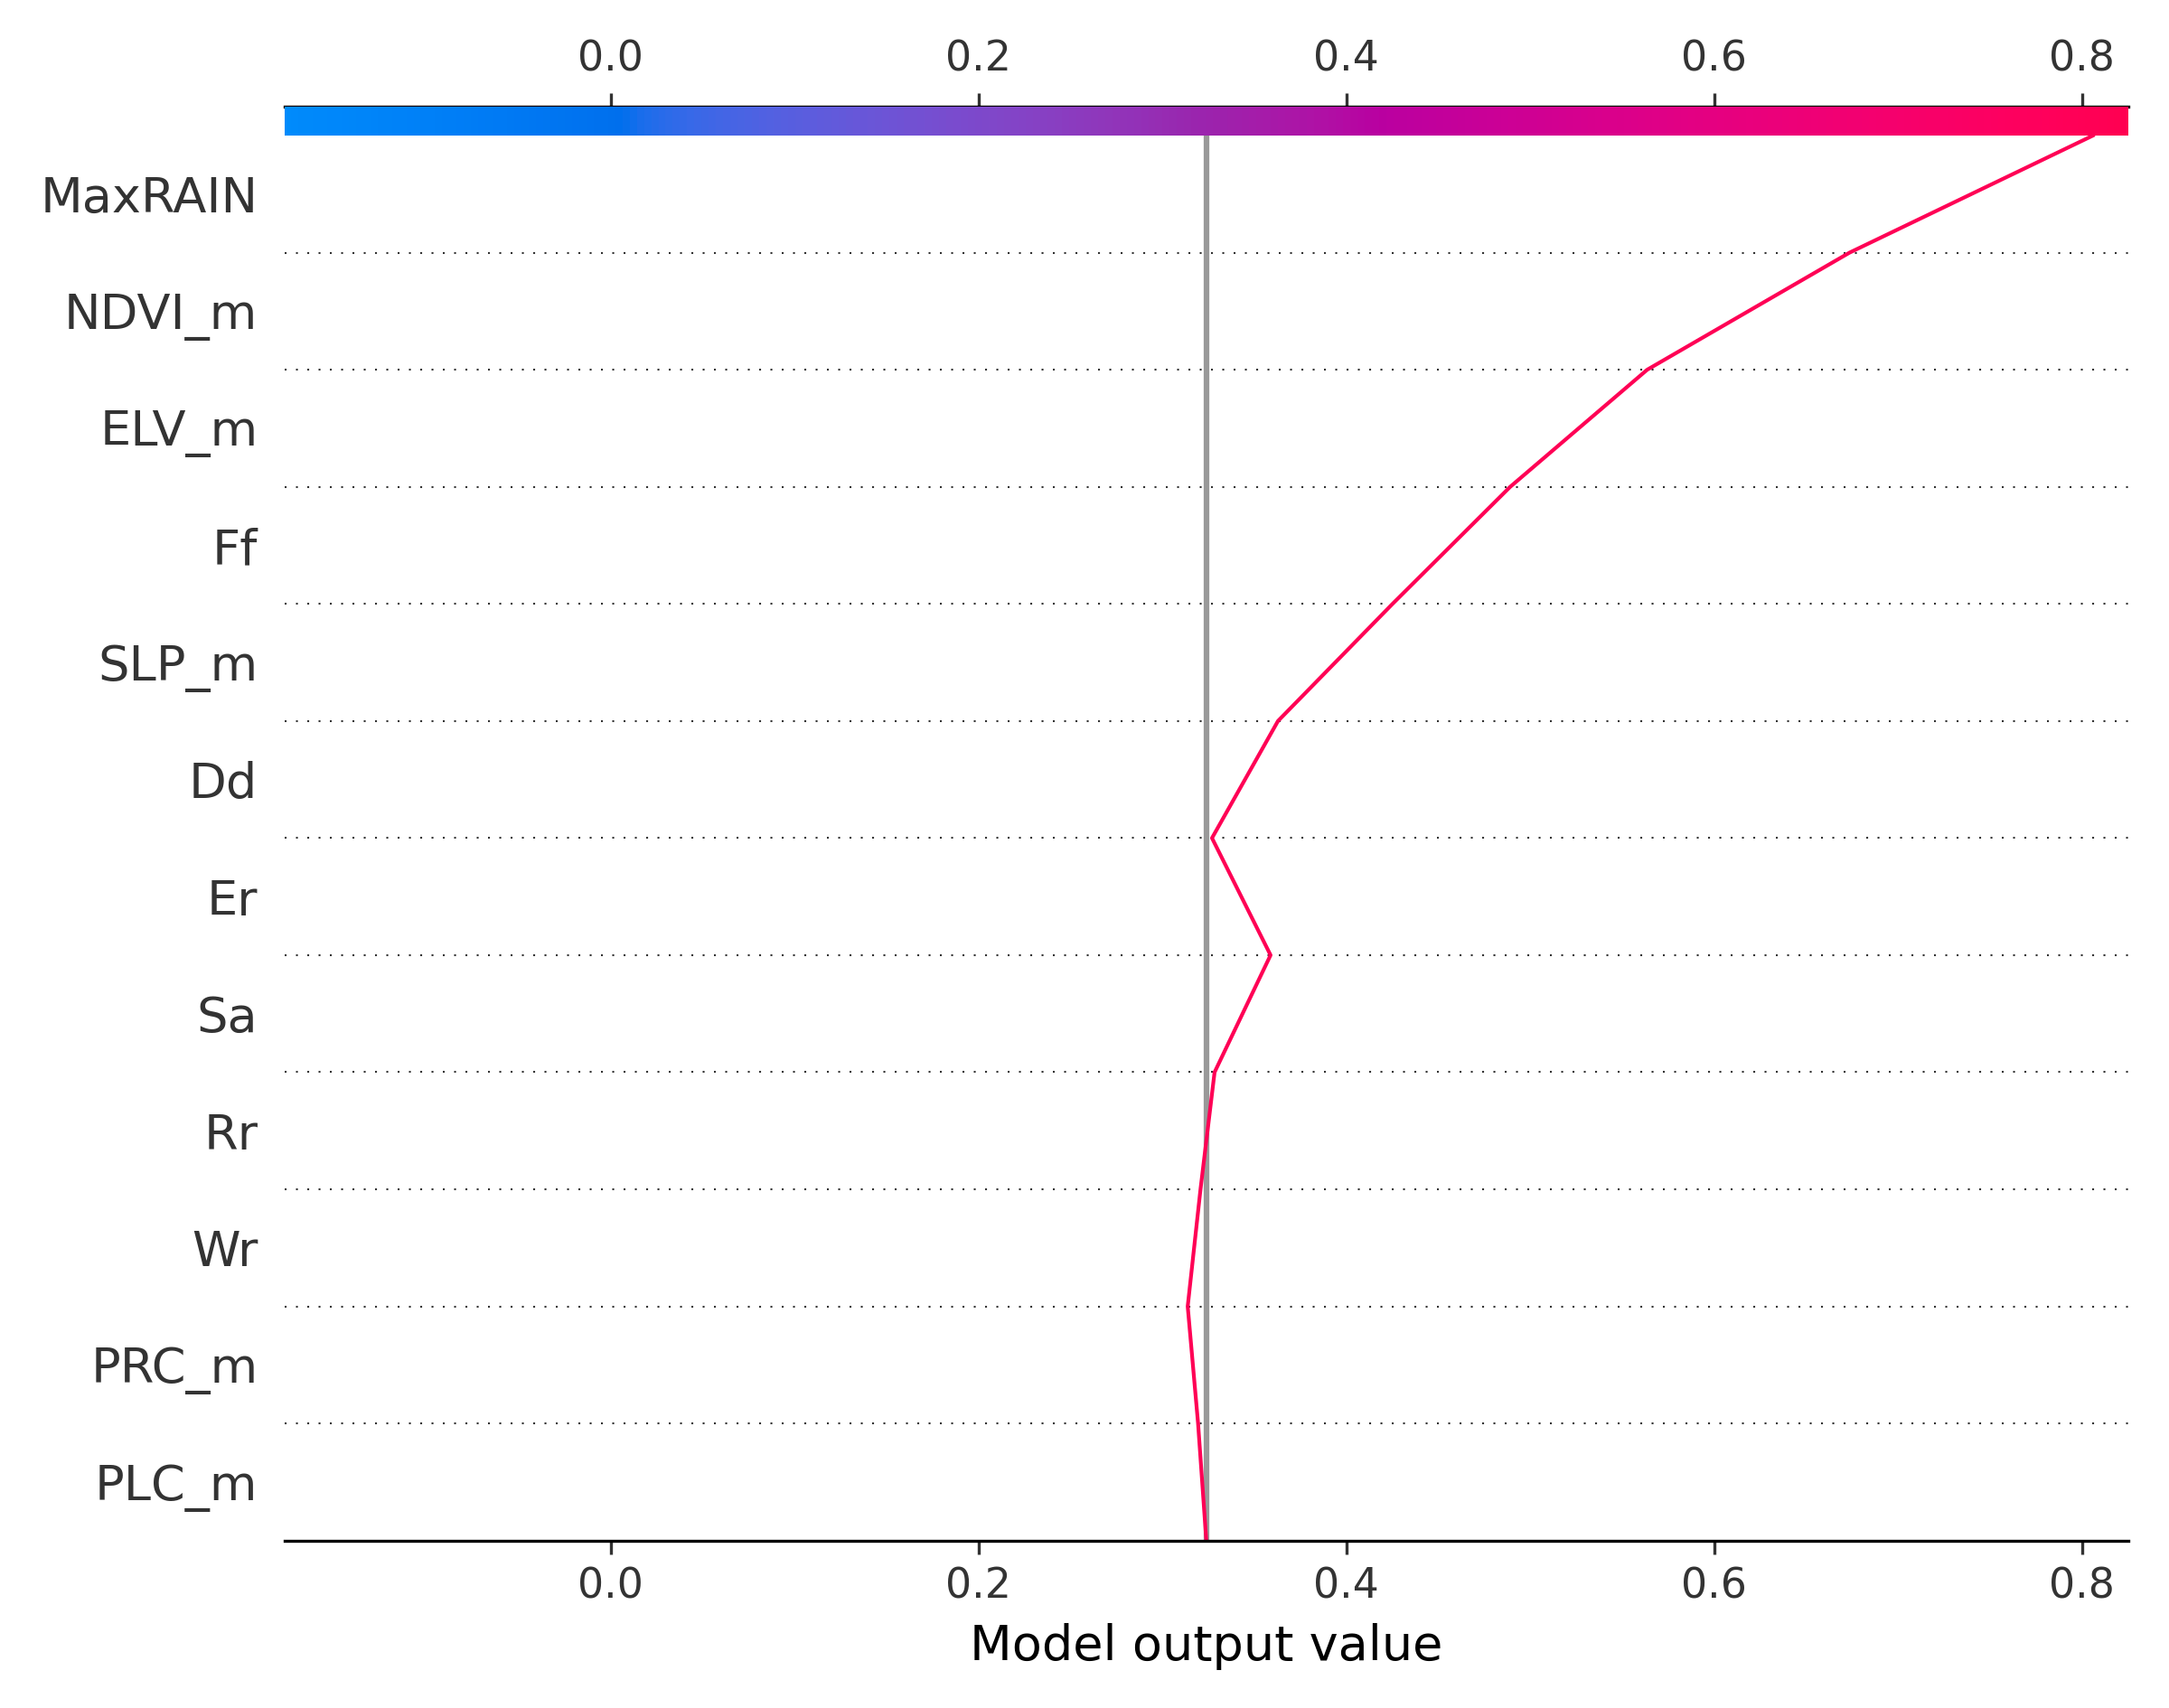 0.0 0.2 0.4 0.6 0.8
MaxRAIN
NDVI_m
ELV_m
Ff
SLP_m
Dd
Er
Sa
Rr
Wr
PRC_m
PLC_m
0.0 0.2 0.4 0.6 0.8
Model output value